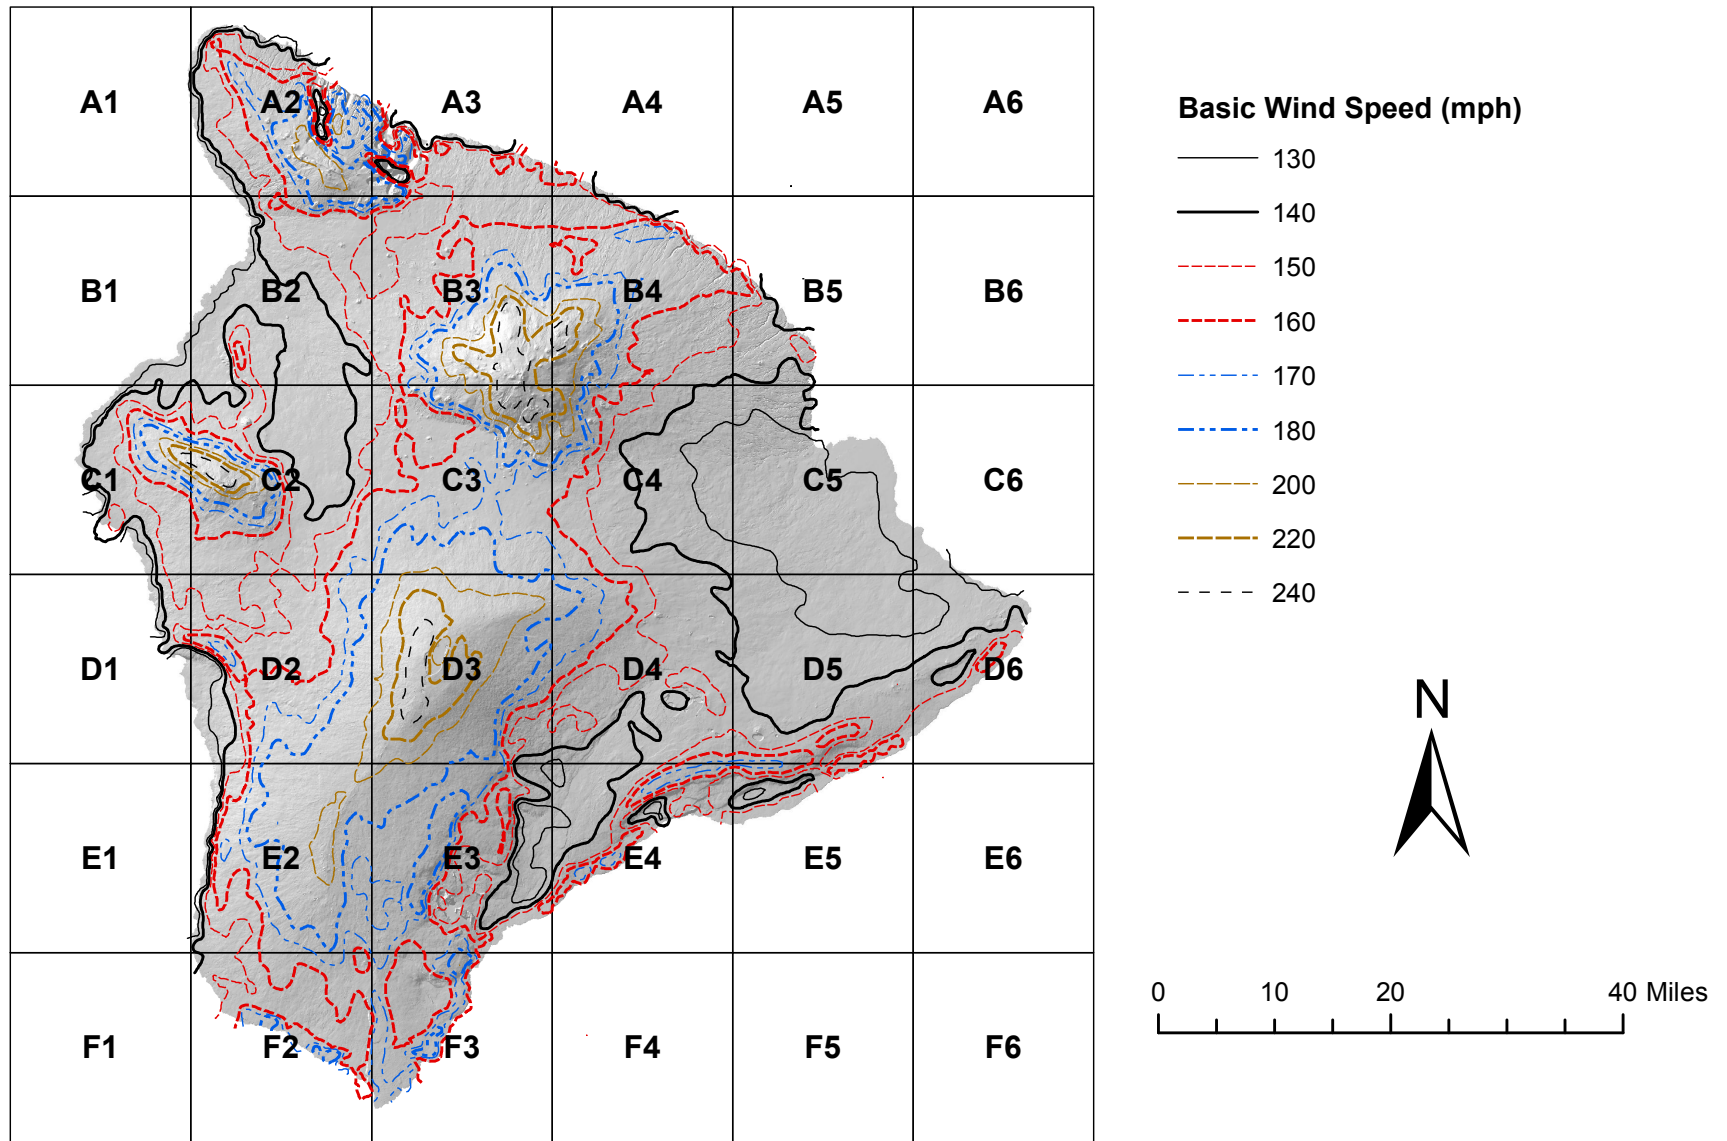 A1 A2 A3 A4 A5 A6
B1 B2 B3 B4 B5 B6
C1 C2 C3 C4 C5 C6
D1 D2 D3 D4 D5 D6
E1 E2 E3 E4 E5 E6
F1 F2 F3 F4 F5 F6
Basic Wind Speed (mph)
130
140
150
160
170
180
200
220
240
N
0 10 20 40 Miles